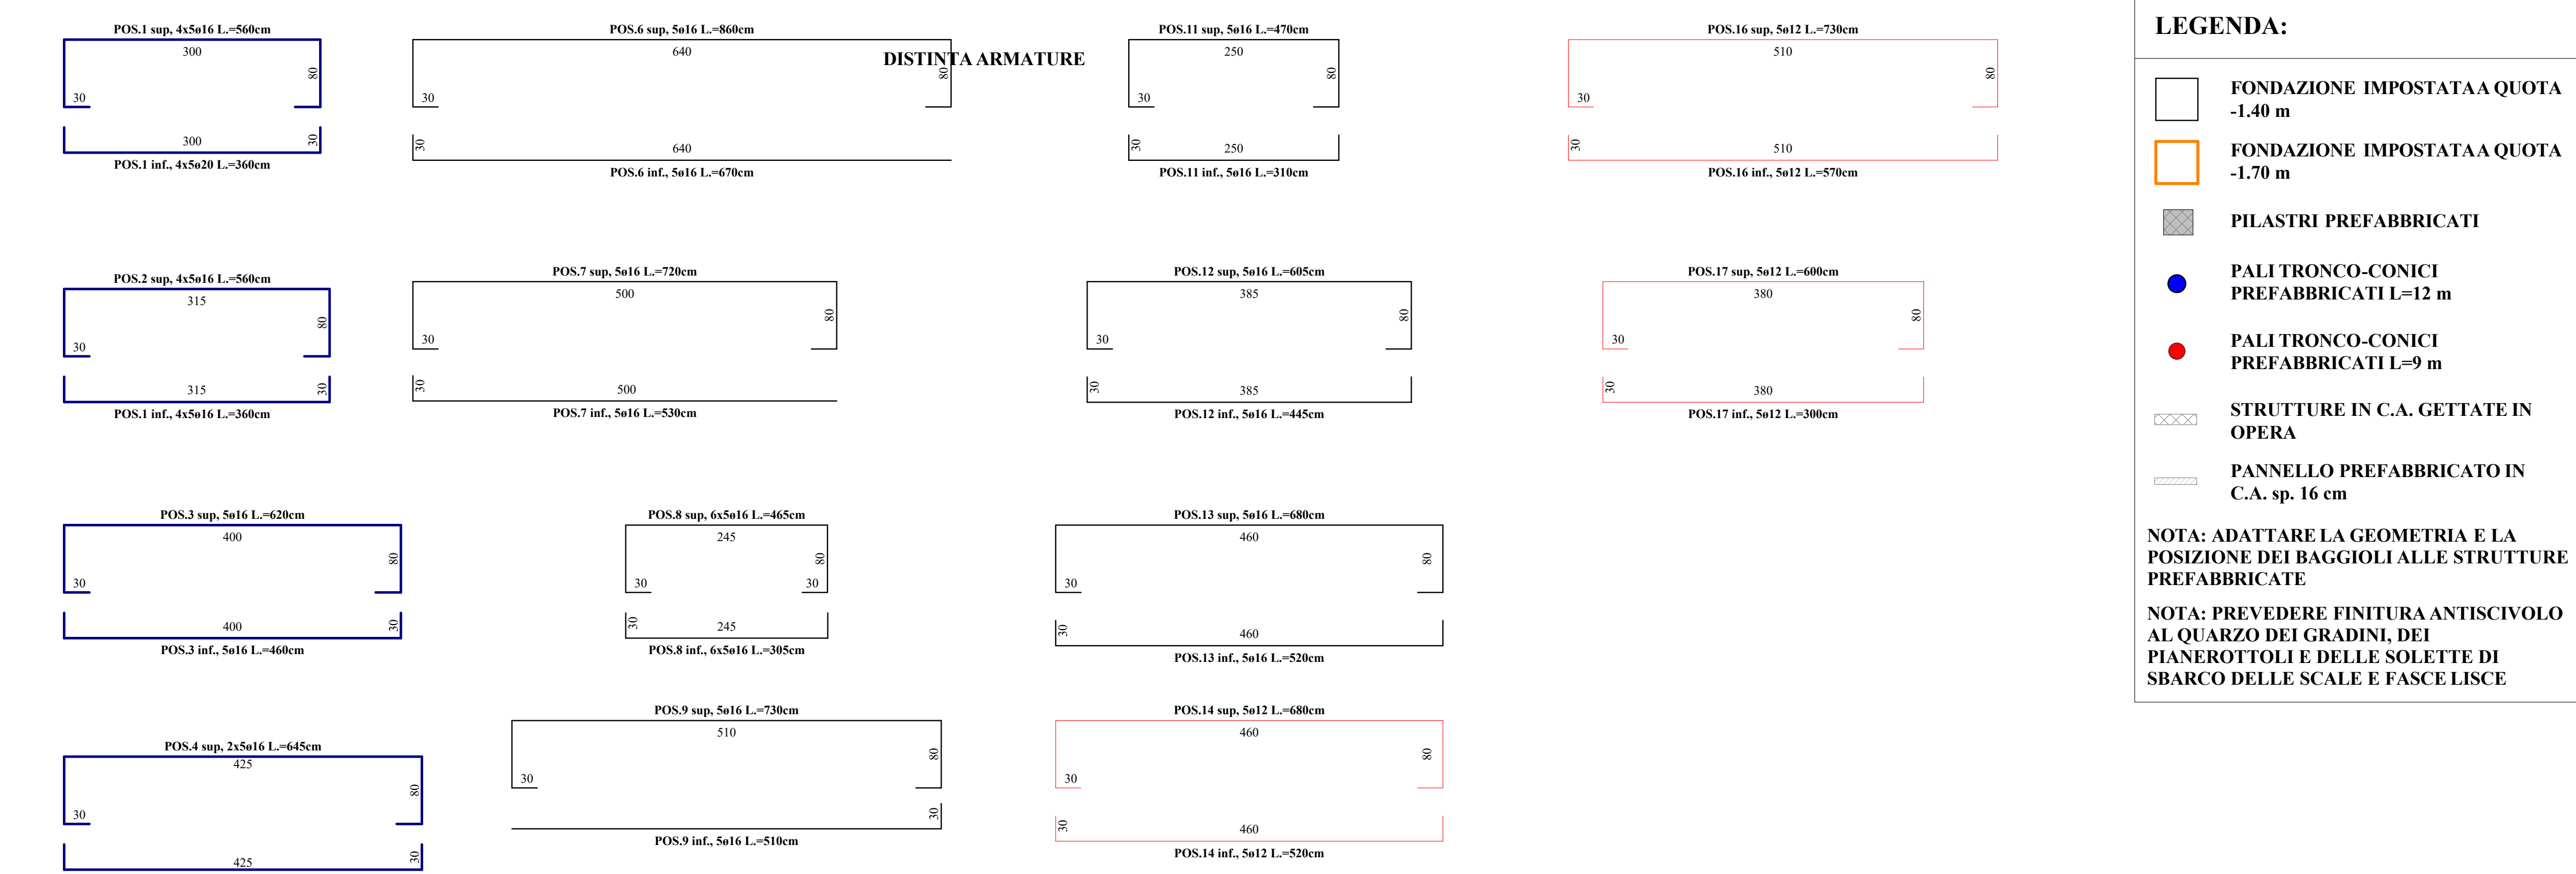 DISTINTA ARMATURE
POS.1 sup, 4x5ø16 L.=560cm
300
80
30
300
30
POS.1 inf., 4x5ø20 L.=360cm
POS.2 sup, 4x5ø16 L.=560cm
315
80
30
315
30
POS.1 inf., 4x5ø16 L.=360cm
POS.3 sup, 5ø16 L.=620cm
400
80
30
400
30
POS.3 inf., 5ø16 L.=460cm
POS.4 sup, 2x5ø16 L.=645cm
425
80
30
425
30
POS.6 sup, 5ø16 L.=860cm
640
80
30
30
640
POS.6 inf., 5ø16 L.=670cm
POS.7 sup, 5ø16 L.=720cm
500
80
30
30
500
POS.7 inf., 5ø16 L.=530cm
POS.8 sup, 6x5ø16 L.=465cm
245
80
30
30
30
245
POS.8 inf., 6x5ø16 L.=305cm
POS.9 sup, 5ø16 L.=730cm
510
80
30
30
POS.9 inf., 5ø16 L.=510cm
POS.11 sup, 5ø16 L.=470cm
250
80
30
30
250
POS.11 inf., 5ø16 L.=310cm
POS.12 sup, 5ø16 L.=605cm
385
80
30
30
385
POS.12 inf., 5ø16 L.=445cm
POS.13 sup, 5ø16 L.=680cm
460
80
30
30
460
POS.13 inf., 5ø16 L.=520cm
POS.14 sup, 5ø12 L.=680cm
460
80
30
30
460
POS.14 inf., 5ø12 L.=520cm
POS.16 sup, 5ø12 L.=730cm
510
80
30
30
510
POS.16 inf., 5ø12 L.=570cm
POS.17 sup, 5ø12 L.=600cm
380
80
30
30
380
POS.17 inf., 5ø12 L.=300cm
LEGENDA:
FONDAZIONE IMPOSTATA A QUOTA
-1.40 m
FONDAZIONE IMPOSTATA A QUOTA
-1.70 m
PILASTRI PREFABBRICATI
PALI TRONCO-CONICI
PREFABBRICATI L=12 m
PALI TRONCO-CONICI
PREFABBRICATI L=9 m
STRUTTURE IN C.A. GETTATE IN
OPERA
PANNELLO PREFABBRICATO IN
C.A. sp. 16 cm
NOTA: ADATTARE LA GEOMETRIA E LA
POSIZIONE DEI BAGGIOLI ALLE STRUTTURE
PREFABBRICATE
NOTA: PREVEDERE FINITURA ANTISCIVOLO
AL QUARZO DEI GRADINI, DEI
PIANEROTTOLI E DELLE SOLETTE DI
SBARCO DELLE SCALE E FASCE LISCE